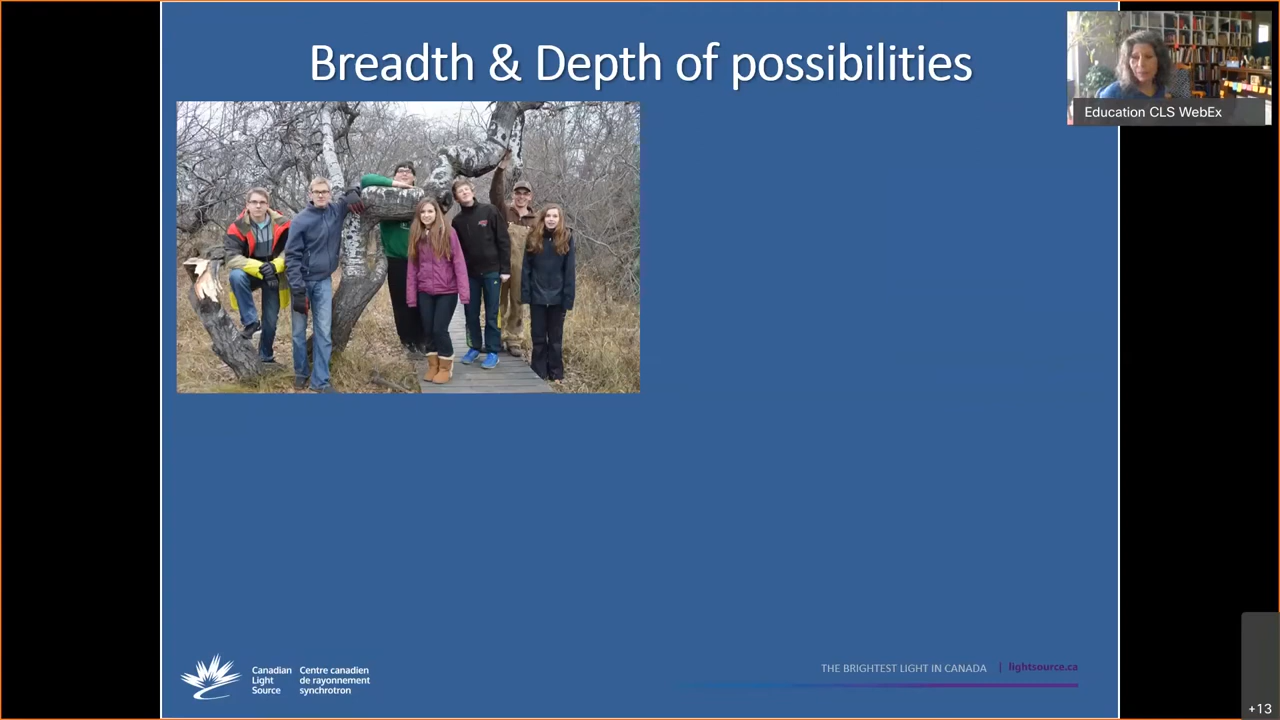 Breadth & Depth of possibilities
Education CLS WebEx
Canadian
Light
Source
Centre canadien
de rayonnement
synchrotron
THE BRIGHTEST LIGHT IN CANADA | lightsource.ca
+13